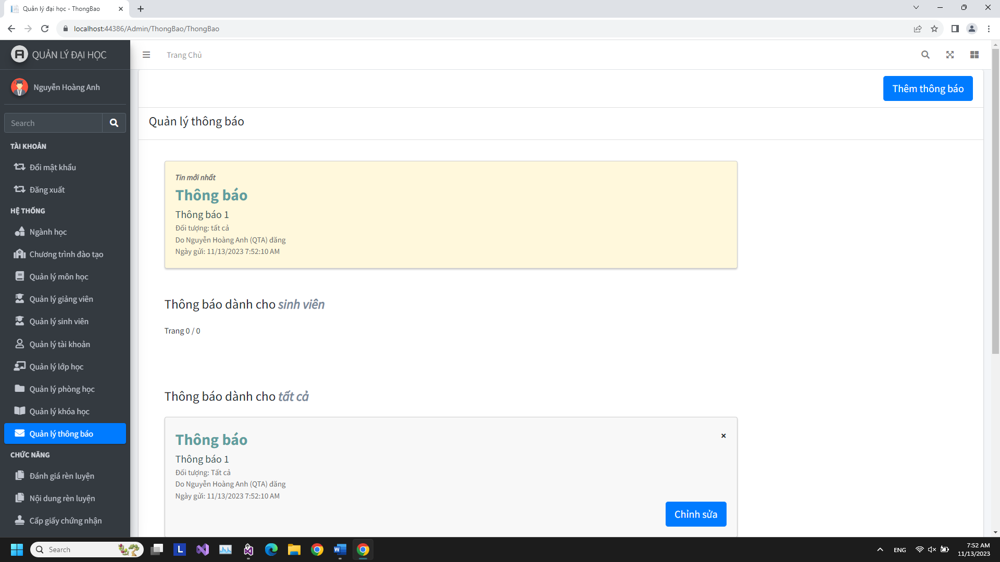 Quản lý đại học - ThongBao
localhost:44386/Admin/ThongBao/ThongBao
QUẢN LÝ ĐẠI HỌC
Trang Chủ
Nguyễn Hoàng Anh
Thêm thông báo
Search
Quản lý thông báo
TÀI KHOẢN
Đổi mật khẩu
Đăng xuất
HỆ THỐNG
Ngành học
Chương trình đào tạo
Quản lý môn học
Quản lý giảng viên
Quản lý sinh viên
Quản lý tài khoản
Quản lý lớp học
Quản lý phòng học
Quản lý khóa học
Quản lý thông báo
CHỨC NĂNG
Đánh giá rèn luyện
Nội dung rèn luyện
Cấp giấy chứng nhận
Tin mới nhất
Thông báo
Thông báo 1
Đối tượng: tất cả
Do Nguyễn Hoàng Anh (QTA) đăng
Ngày gửi: 11/13/2023 7:52:10 AM
Thông báo dành cho sinh viên
Trang 0 / 0
Thông báo dành cho tất cả
Thông báo
Thông báo 1
Đối tượng: Tất cả
Do Nguyễn Hoàng Anh (QTA) đăng
Ngày gửi: 11/13/2023 7:52:10 AM
Chỉnh sửa
Search
L
W
ENG
7:52 AM
11/13/2023